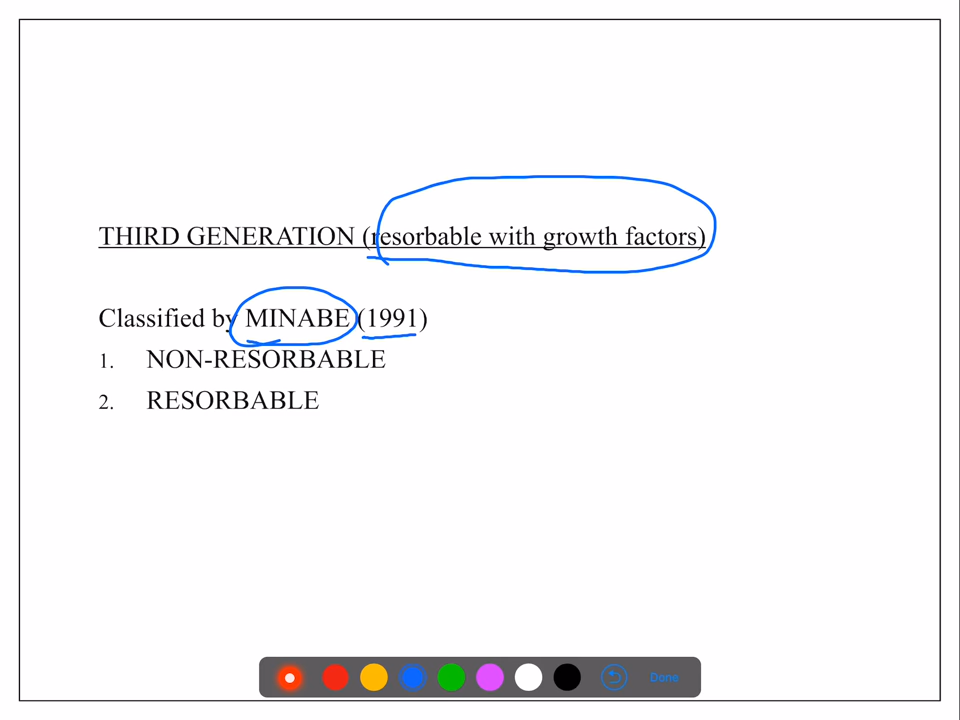 THIRD GENERATION (resorbable with growth factors)
Classified by MINABE (1991)
1. NON-RESORBABLE
2. RESORBABLE
Done